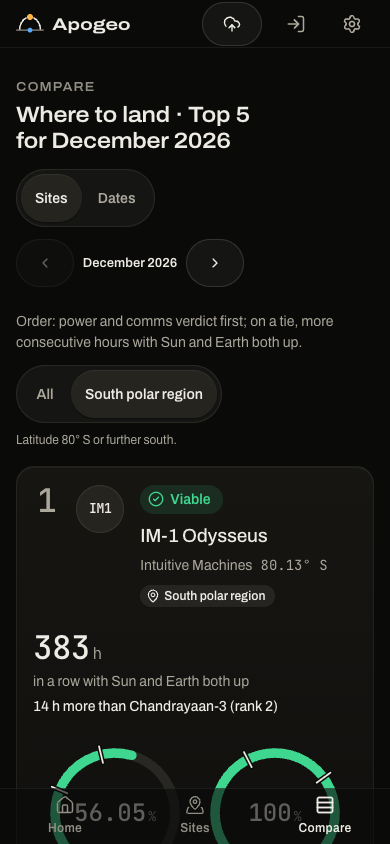 Apogeo
COMPARE
Where to land · Top 5
for December 2026
Sites Dates
December 2026
Order: power and comms verdict first; on a tie, more
consecutive hours with Sun and Earth both up.
All South polar region
Latitude 80° S or further south.
1 IM1 Viable
IM-1 Odysseus
Intuitive Machines 80.13° S
South polar region
383 h
in a row with Sun and Earth both up
14 h more than Chandrayaan-3 (rank 2)
56.05% 100%
Home Sites Compare